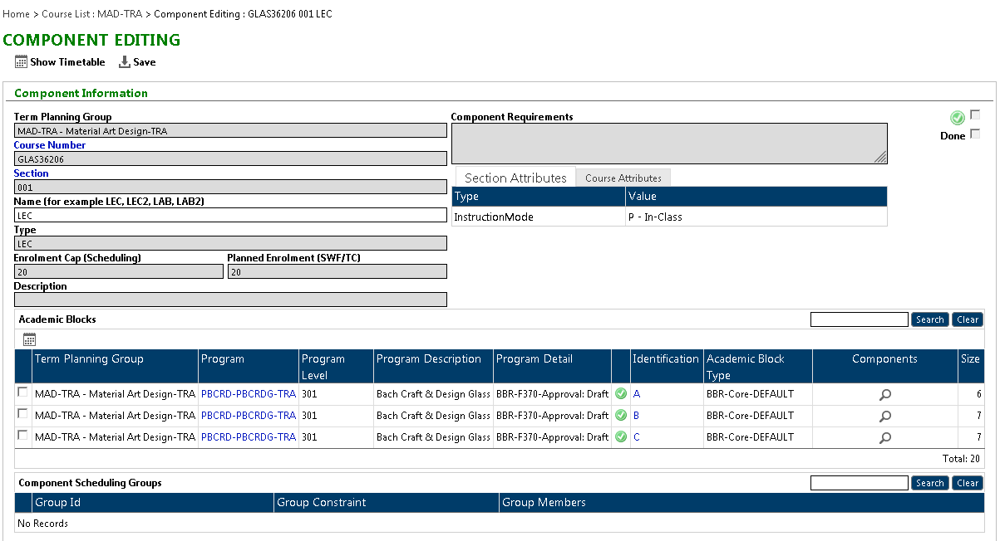 Home > Course List : MAD-TRA > Component Editing : GLAS36206 001 LEC
COMPONENT EDITING
Show Timetable Save
Component Information
Term Planning Group
MAD-TRA - Material Art Design-TRA
Course Number
GLAS36206
Section
001
Name (for example LEC, LEC2, LAB, LAB2)
LEC
Type
LEC
Enrolment Cap (Scheduling) Planned Enrolment (SWF/TC)
20 20
Description
Component Requirements
Done
Section Attributes Course Attributes
Type Value
InstructionMode P - In-Class
Academic Blocks Search Clear
Term Planning Group Program Program Level Program Description Program Detail Identification Academic Block Type Components Size
MAD-TRA - Material Art Design-TRA PBCRD-PBCRDG-TRA 301 Bach Craft & Design Glass BBR-F370-Approval: Draft A BBR-Core-DEFAULT 6
MAD-TRA - Material Art Design-TRA PBCRD-PBCRDG-TRA 301 Bach Craft & Design Glass BBR-F370-Approval: Draft B BBR-Core-DEFAULT 7
MAD-TRA - Material Art Design-TRA PBCRD-PBCRDG-TRA 301 Bach Craft & Design Glass BBR-F370-Approval: Draft C BBR-Core-DEFAULT 7
Total: 20
Component Scheduling Groups Search Clear
Group Id Group Constraint Group Members
No Records